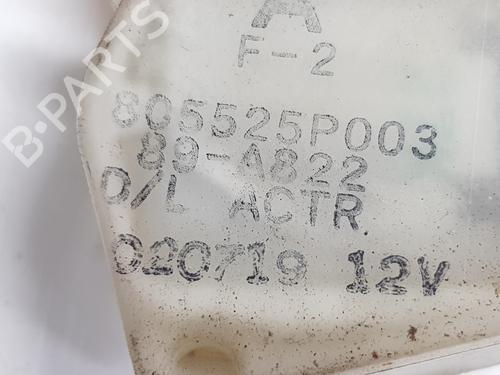 B-PARTS
A
F-2
805525P003
89-A822
D/L ACTR
020719 12V